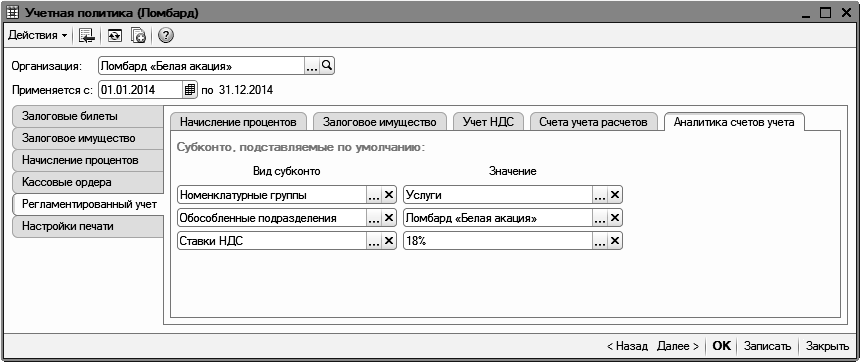 Учетная политика (Ломбард)
Действия
Организация: Ломбард «Белая акация»
Применяется с: 01.01.2014 по 31.12.2014
Залоговые билеты
Залоговое имущество
Начисление процентов
Кассовые ордера
Регламентированный учет
Настройки печати
Начисление процентов Залоговое имущество Учет НДС Счета учета расчетов Аналитика счетов учета
Субконто, подставляемые по умолчанию:
Вид субконто Значение
Номенклатурные группы ... Услуги ...
Обособленные подразделения ... Ломбард «Белая акация» ...
Ставки НДС ... 18% ...
< Назад Далее > OK Записать Закрыть